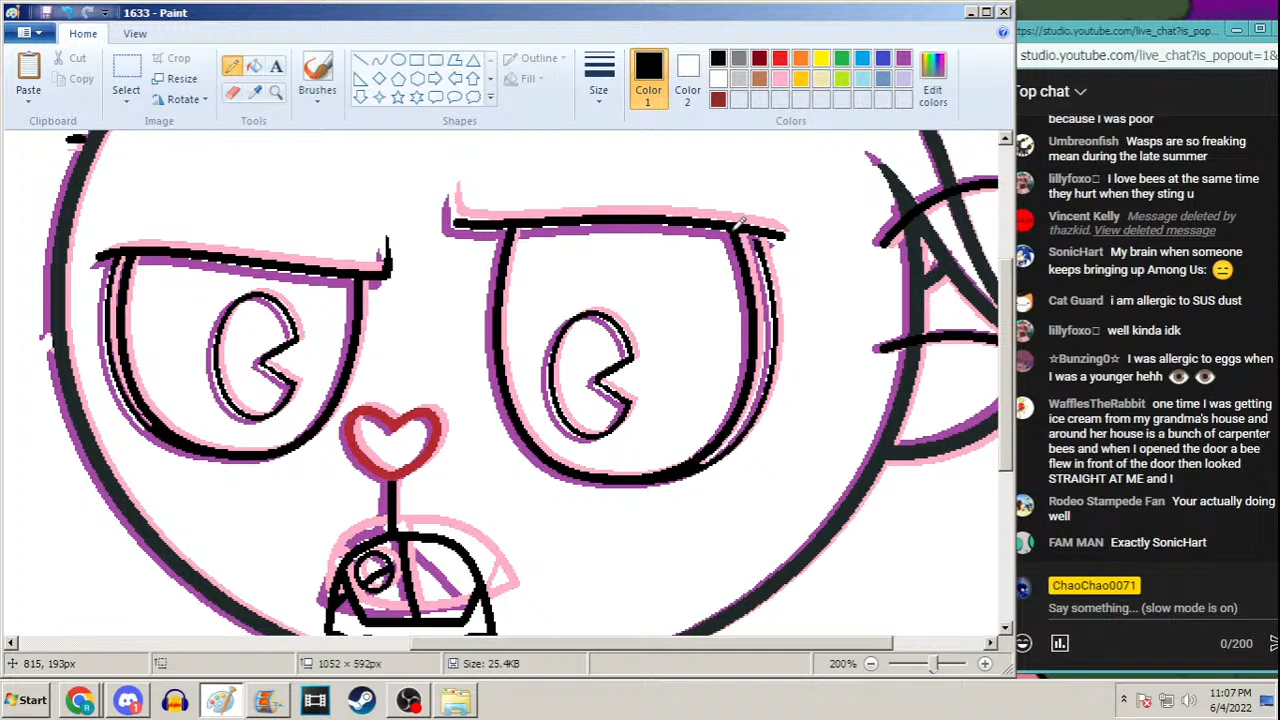 1633 - Paint
Home View
Paste
Cut
Copy
Clipboard
Select
Crop
Resize
Rotate
Image
Tools
Brushes
Outline
Fill
Shapes
Size
Color 1
Color 2
Edit colors
Colors
815, 193px
1052 × 592px
Size: 25.4KB
200%
Start
11:07 PM
6/4/2022
ttps://studio.youtube.com/live_chat?is_pop...
studio.youtube.com/live_chat?is_popout=1&
Top chat
because I was poor
Umbreonfish Wasps are so freaking
mean during the late summer
lillyfoxo I love bees at the same time
they hurt when they sting u
Vincent Kelly Message deleted by
thazkid. View deleted message
SonicHart My brain when someone
keeps bringing up Among Us: 😑
Cat Guard i am allergic to SUS dust
lillyfoxo well kinda idk
☆Bunzing0☆ I was allergic to eggs when
I was a younger hehh 👁 👁
WafflesTheRabbit one time I was getting
ice cream from my grandma's house and
around her house is a bunch of carpenter
bees and when I opened the door a bee
flew in front of the door then looked
STRAIGHT AT ME and I
Rodeo Stampede Fan Your actually doing
well
FAM MAN Exactly SonicHart
ChaoChao0071
Say something... (slow mode is on)
0/200